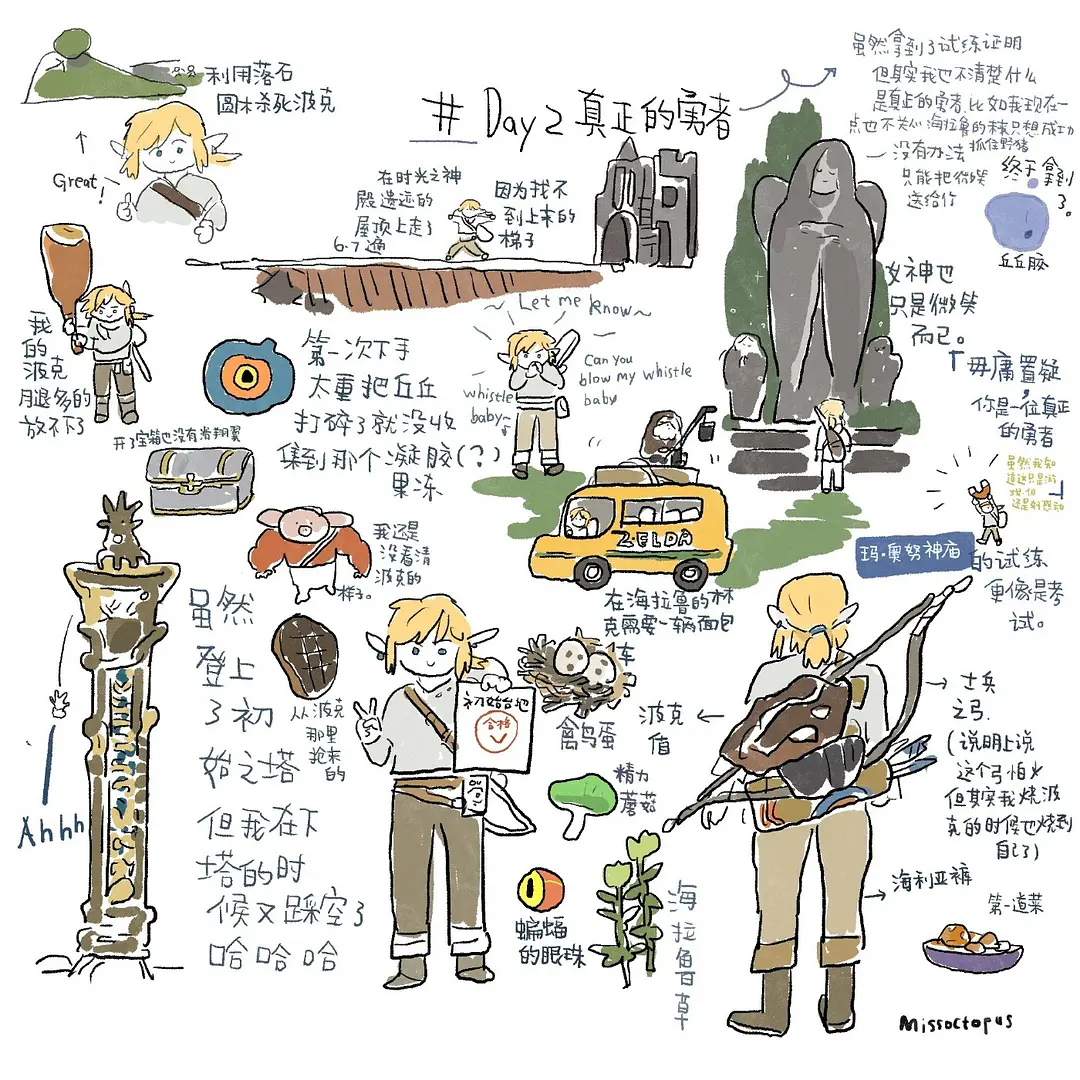 利用落石
圆木杀死波克
Great!
# Day 2 真正的勇者
虽然拿到了试练证明
但其实我也不清楚什么
是真正的勇者，比如我现在一
点也不关心海拉鲁的林只想成功
抓住野猪
没有办法
只能把微笑
送给你
终于拿到
了。
丘丘胶
在时光之神
殿遗迹的
屋顶上走了
6-7遍
因为找不
到上来的
梯子
女神也
只是微笑
而已。
「毋庸置疑，
你是一位真正
的勇者
」
虽然我知
道这只是游
戏，但
还是好感动
我
的
波克
腿多的
放不下
第一次下手
太重把丘丘
打碎了就没收
集到那个凝胶(?)
果冻
~ Let me know ~
Can you
blow my whistle
baby
whistle
baby~
开了宝箱也没有滑翔翼
我还是
没看清
波克的
样子。
ZELDA
在海拉鲁的林
克需要一辆面包
车
玛·奥努神庙
的试练
更像是考
试。
虽然
登上
了初
始之塔
但我在下
塔的时
候又踩空了
哈哈哈
Ahhh
从波克
那里
抢来的
初始台地
合格
禽鸟蛋
精力
蘑菇
蝙蝠
的眼珠
海拉鲁百草
波克
盾
士兵
之弓.
(说明上说
这个弓怕火
但其实我烧波
克的时候也烧到
自己了)
海利亚裤
第一道菜
Missoctopus